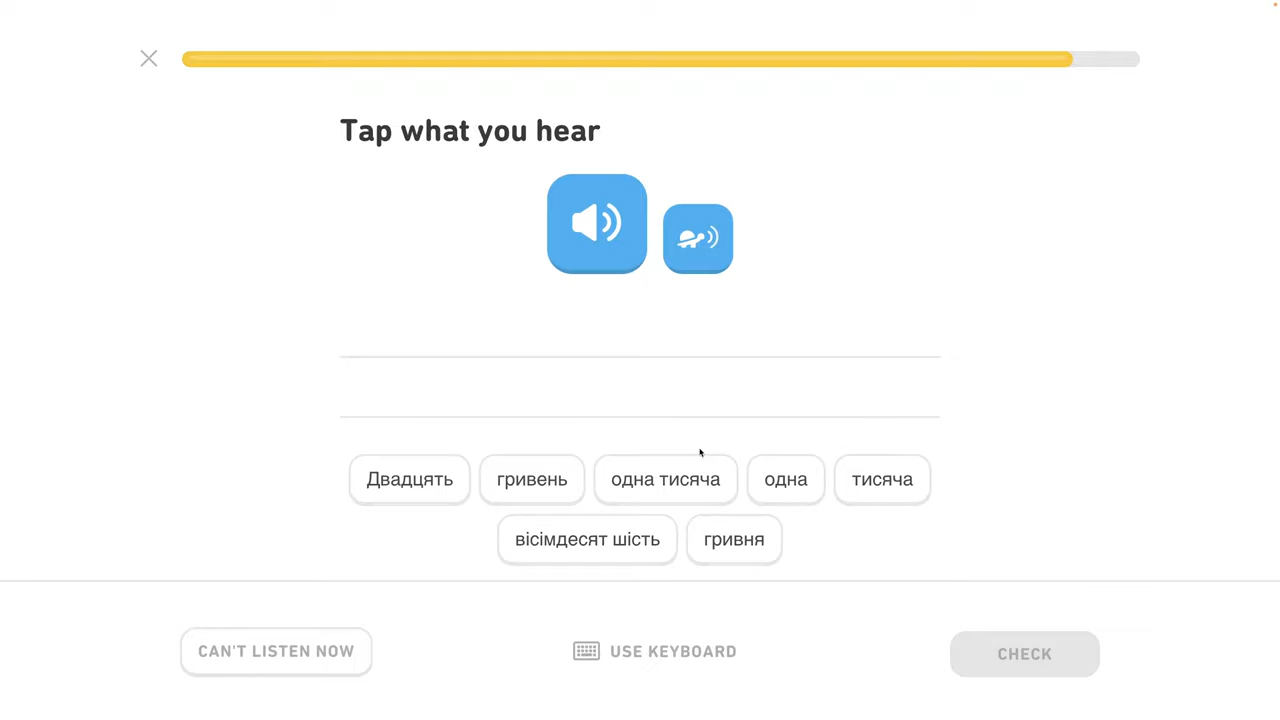 Tap what you hear
Двадцять гривень одна тисяча одна тисяча
вісімдесят шість гривня
CAN'T LISTEN NOW USE KEYBOARD CHECK